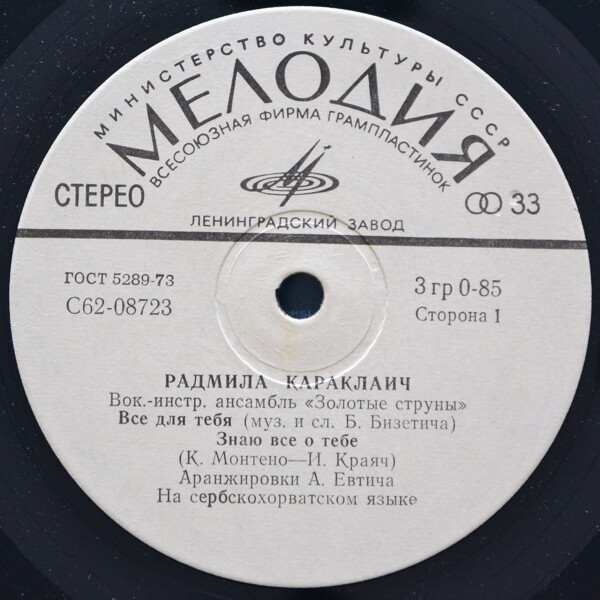 МИНИСТЕРСТВО КУЛЬТУРЫ СССР
МЕЛОДИЯ
ВСЕСОЮЗНАЯ ФИРМА ГРАМПЛАСТИНОК
СТЕРЕО
33
ЛЕНИНГРАДСКИЙ ЗАВОД
ГОСТ 5289-73
3 гр 0-85
С62-08723
Сторона 1
РАДМИЛА КАРАКЛАИЧ
Вок.-инстр. ансамбль «Золотые струны»
Все для тебя (муз. и сл. Б. Бизетича)
Знаю все о тебе
(К. Монтено—И. Краяч)
Аранжировки А. Евтича
На сербскохорватском языке